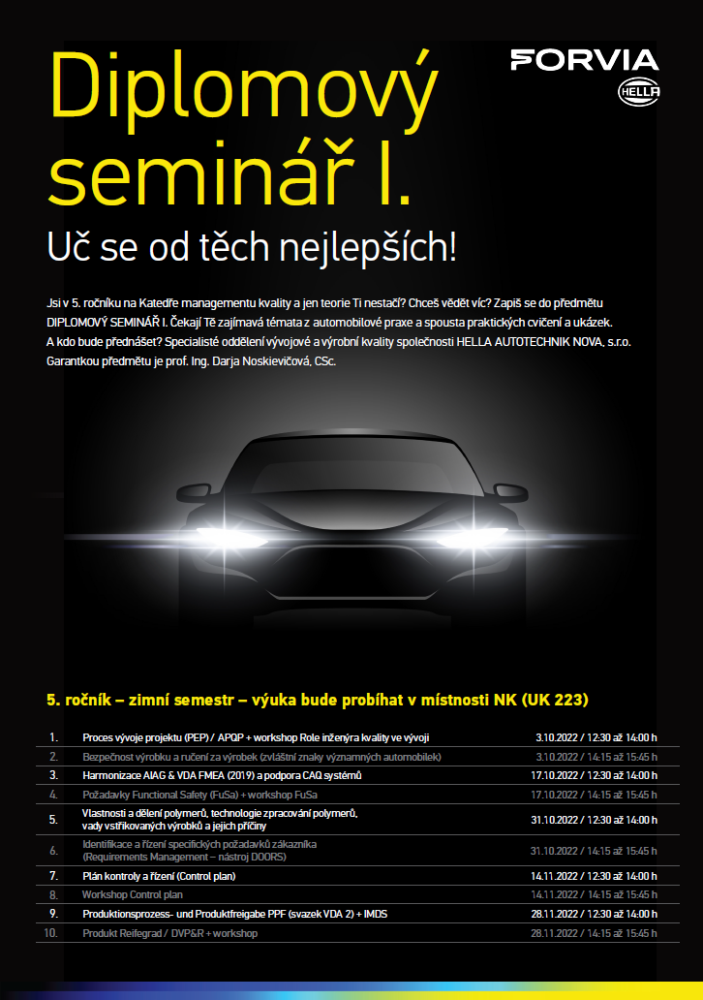 Diplomový
seminář I.
FORVIA
HELLA
Uč se od těch nejlepších!
Jsi v 5. ročníku na Katedře managementu kvality a jen teorie Ti nestačí? Chceš vědět víc? Zapiš se do předmětu
DIPLOMOVÝ SEMINÁŘ I. Čekají Tě zajímavá témata z automobilové praxe a spousta praktických cvičení a ukázek.
A kdo bude přednášet? Specialisté oddělení vývojové a výrobní kvality společnosti HELLA AUTOTECHNIK NOVA, s.r.o.
Garantkou předmětu je prof. Ing. Darja Noskievičová, CSc.
5. ročník – zimní semestr – výuka bude probíhat v místnosti NK (UK 223)
1. Proces vývoje projektu (PEP) / APQP + workshop Role inženýra kvality ve vývoji 3.10.2022 / 12:30 až 14:00 h
2. Bezpečnost výrobku a ručení za výrobek (zvláštní znaky významných automobilek) 3.10.2022 / 14:15 až 15:45 h
3. Harmonizace AIAG & VDA FMEA (2019) a podpora CAQ systémů 17.10.2022 / 12:30 až 14:00 h
4. Požadavky Functional Safety (FuSa) + workshop FuSa 17.10.2022 / 14:15 až 15:45 h
5. Vlastnosti a dělení polymerů, technologie zpracování polymerů,
vady vstřikovaných výrobků a jejich příčiny 31.10.2022 / 12:30 až 14:00 h
6. Identifikace a řízení specifických požadavků zákazníka
(Requirements Management – nástroj DOORS) 31.10.2022 / 14:15 až 15:45 h
7. Plán kontroly a řízení (Control plan) 14.11.2022 / 12:30 až 14:00 h
8. Workshop Control plan 14.11.2022 / 14:15 až 15:45 h
9. Produktionsprozess- und Produktfreigabe PPF (svazek VDA 2) + IMDS 28.11.2022 / 12:30 až 14:00 h
10. Produkt Reifegrad / DVP&R + workshop 28.11.2022 / 14:15 až 15:45 h